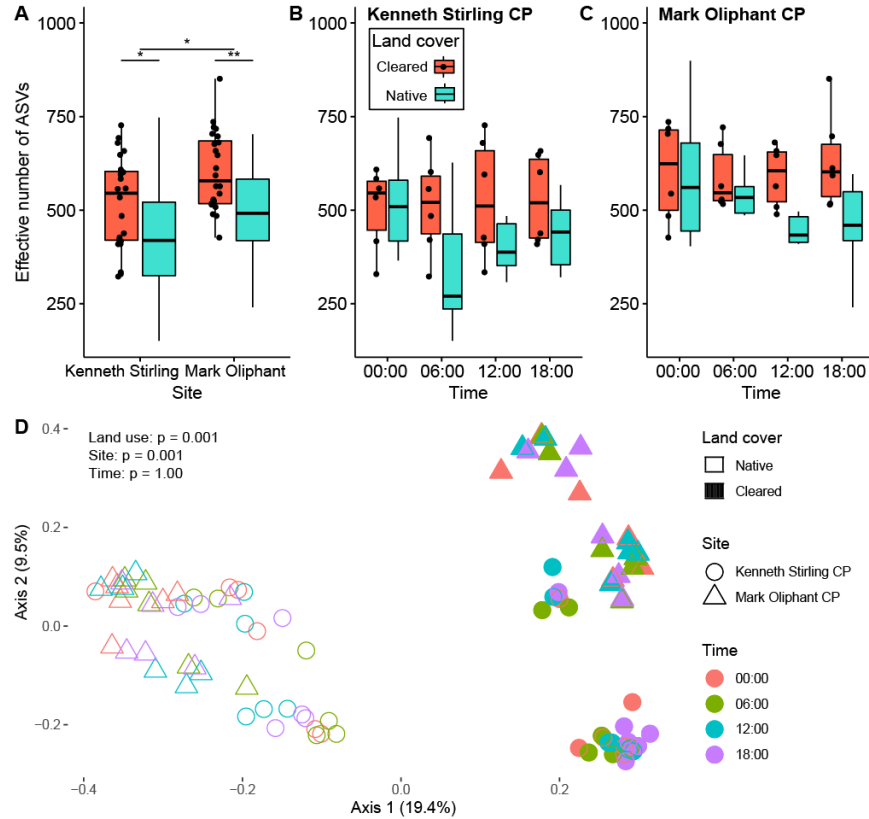 A
B
Kenneth Stirling CP
C
Mark Oliphant CP
Effective number of ASVs
1000
750
500
250
*
*
**
Kenneth Stirling
Mark Oliphant
Site
1000
750
500
250
Land cover
Cleared
Native
00:00
06:00
12:00
18:00
Time
1000
750
500
250
00:00
06:00
12:00
18:00
Time
D
Land use: p = 0.001
Site: p = 0.001
Time: p = 1.00
Axis 2 (9.5%)
0.4
0.2
0.0
−0.2
−0.4
−0.2
0.0
0.2
Axis 1 (19.4%)
Land cover
Native
Cleared
Site
Kenneth Stirling CP
Mark Oliphant CP
Time
00:00
06:00
12:00
18:00